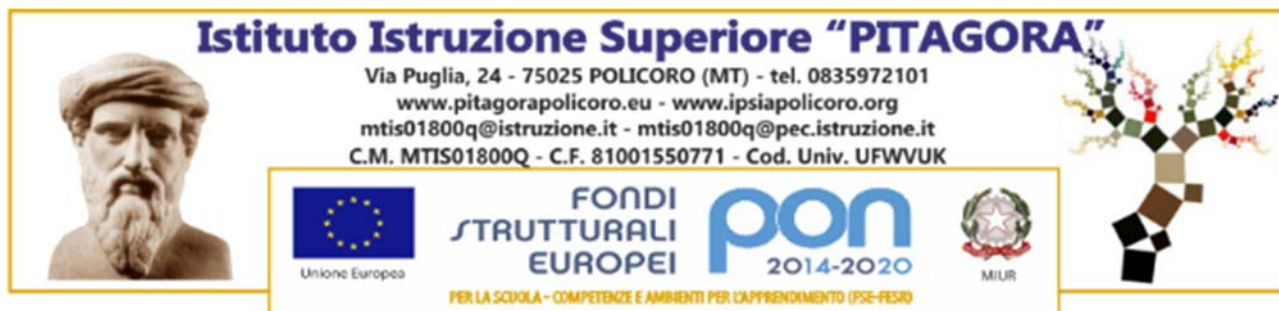 Istituto Istruzione Superiore “PITAGORA”
Via Puglia, 24 - 75025 POLICORO (MT) - tel. 0835972101
www.pitagorapolicoro.eu - www.ipsiapolicoro.org
mtis01800q@istruzione.it - mtis01800q@pec.istruzione.it
C.M. MTIS01800Q - C.F. 81001550771 - Cod. Univ. UFWVUK
Unione Europea
FONDI
STRUTTURALI
EUROPEI
pon
2014-2020
MIUR
PER LA SCUOLA - COMPETENZE E AMBIENTI PER L'APPRENDIMENTO (FSE-FESR)